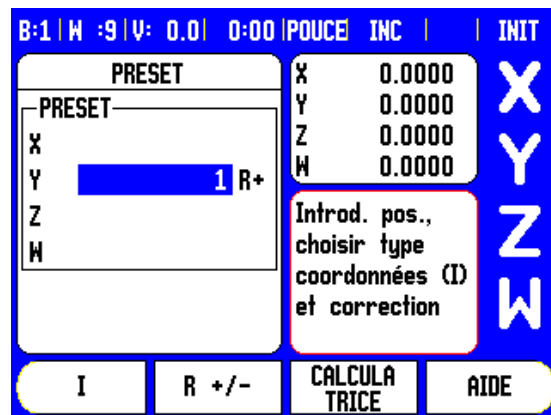 B:1 | W :9 | V: 0.0 | 0:00 | POUCE | INC | | INIT
PRESET
PRESET
X
Y 1 R+
Z
W
X 0.0000
Y 0.0000
Z 0.0000
W 0.0000
Introd. pos.,
choisir type
coordonnées (I)
et correction
X
Y
Z
W
I
R +/-
CALCULA
TRICE
AIDE